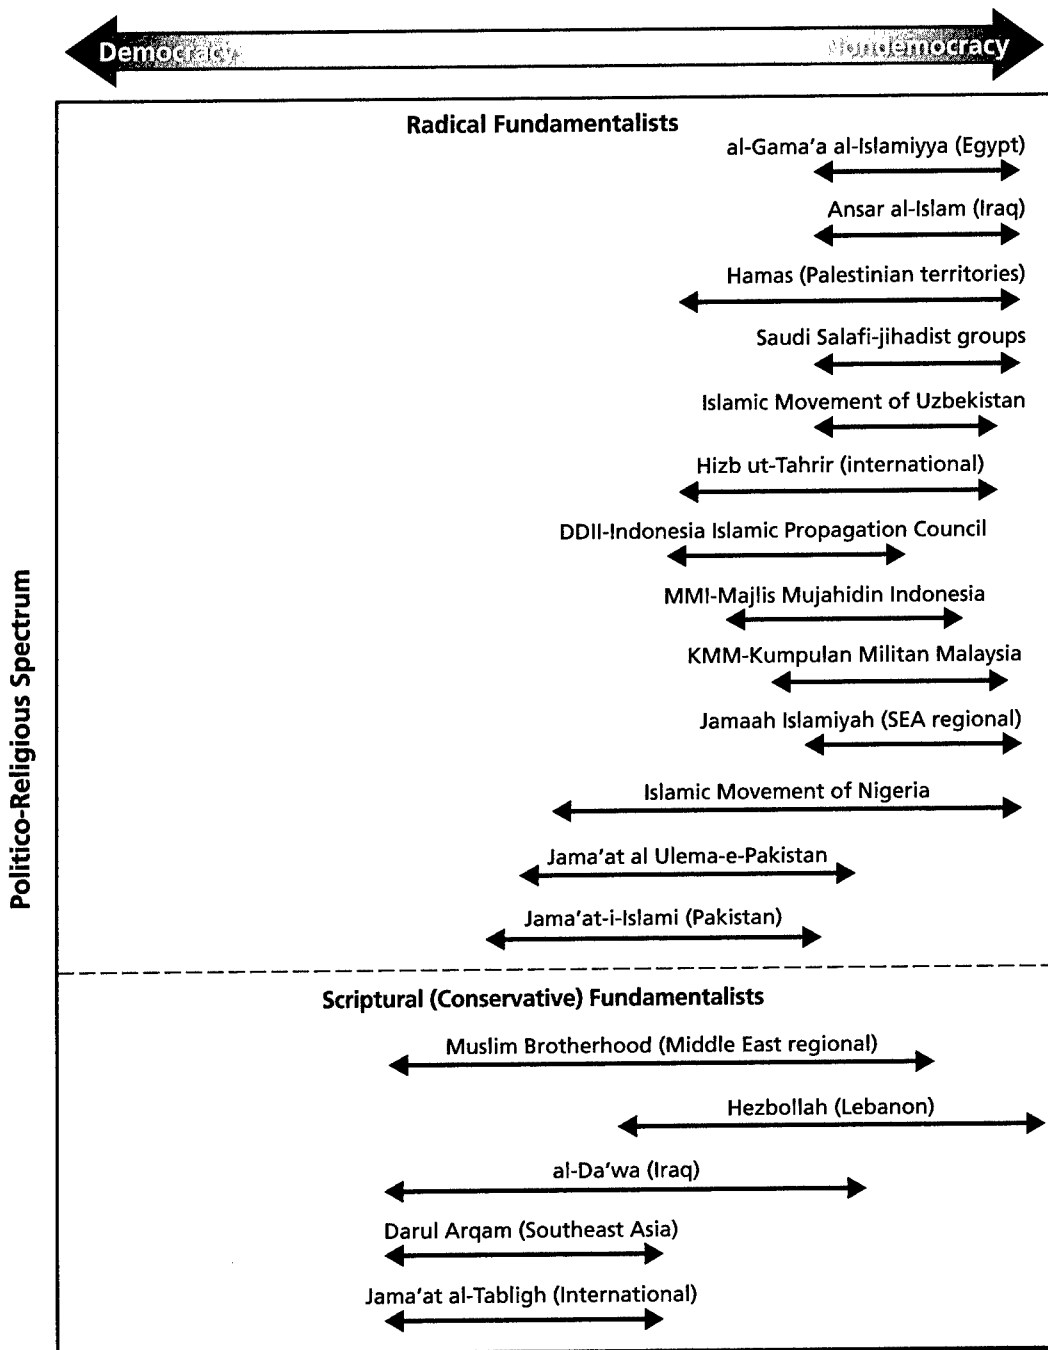 Democracy
Nondemocracy
Radical Fundamentalists
al-Gama'a al-Islamiyya (Egypt)
Ansar al-Islam (Iraq)
Hamas (Palestinian territories)
Saudi Salafi-jihadist groups
Islamic Movement of Uzbekistan
Hizb ut-Tahrir (international)
DDII-Indonesia Islamic Propagation Council
MMI-Majlis Mujahidin Indonesia
KMM-Kumpulan Militan Malaysia
Jamaah Islamiyah (SEA regional)
Islamic Movement of Nigeria
Jama'at al Ulema-e-Pakistan
Jama'at-i-Islami (Pakistan)
Politico-Religious Spectrum
Scriptural (Conservative) Fundamentalists
Muslim Brotherhood (Middle East regional)
Hezbollah (Lebanon)
al-Da'wa (Iraq)
Darul Arqam (Southeast Asia)
Jama'at al-Tabligh (International)